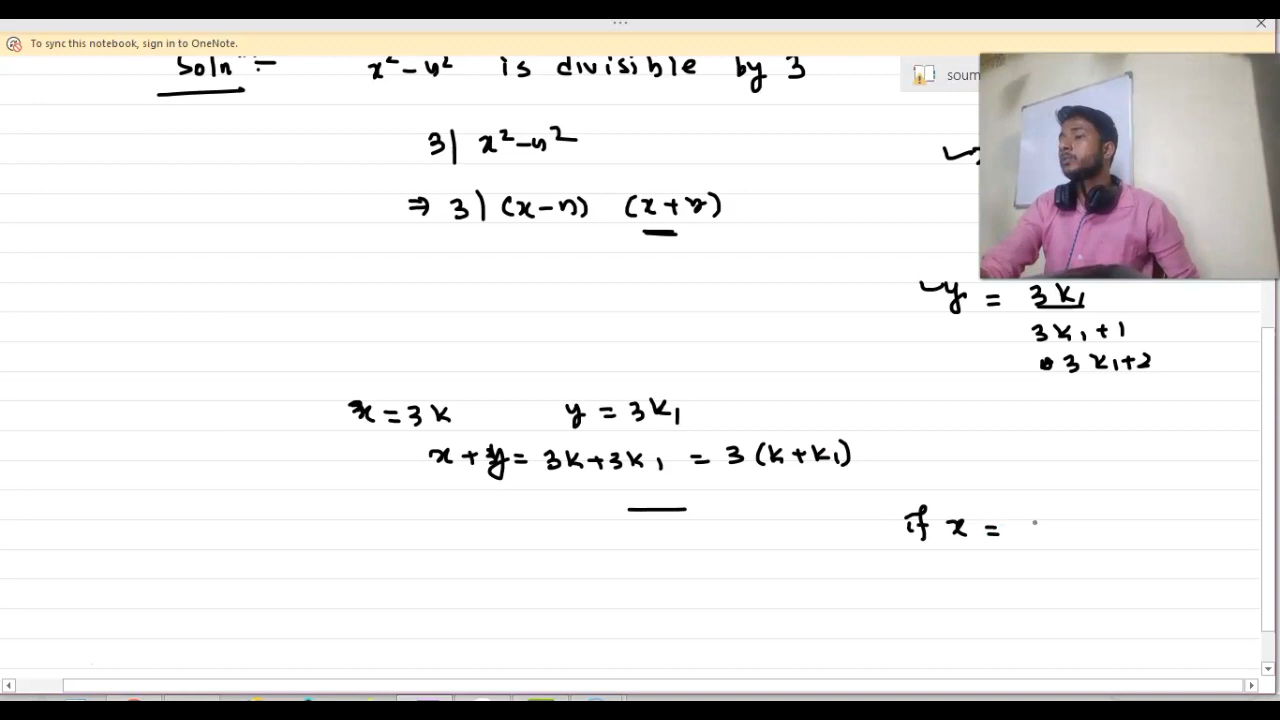 To sync this notebook, sign in to OneNote.
Soln :- x² - y² is divisible by 3
soum
3| x² - y²
⇒ 3| (x - y) (x + y)
y = 3k₁
3k₁ + 1
3k₁ + 2
x = 3k y = 3k₁
x + y = 3k + 3k₁ = 3 (k + k₁)
if x =